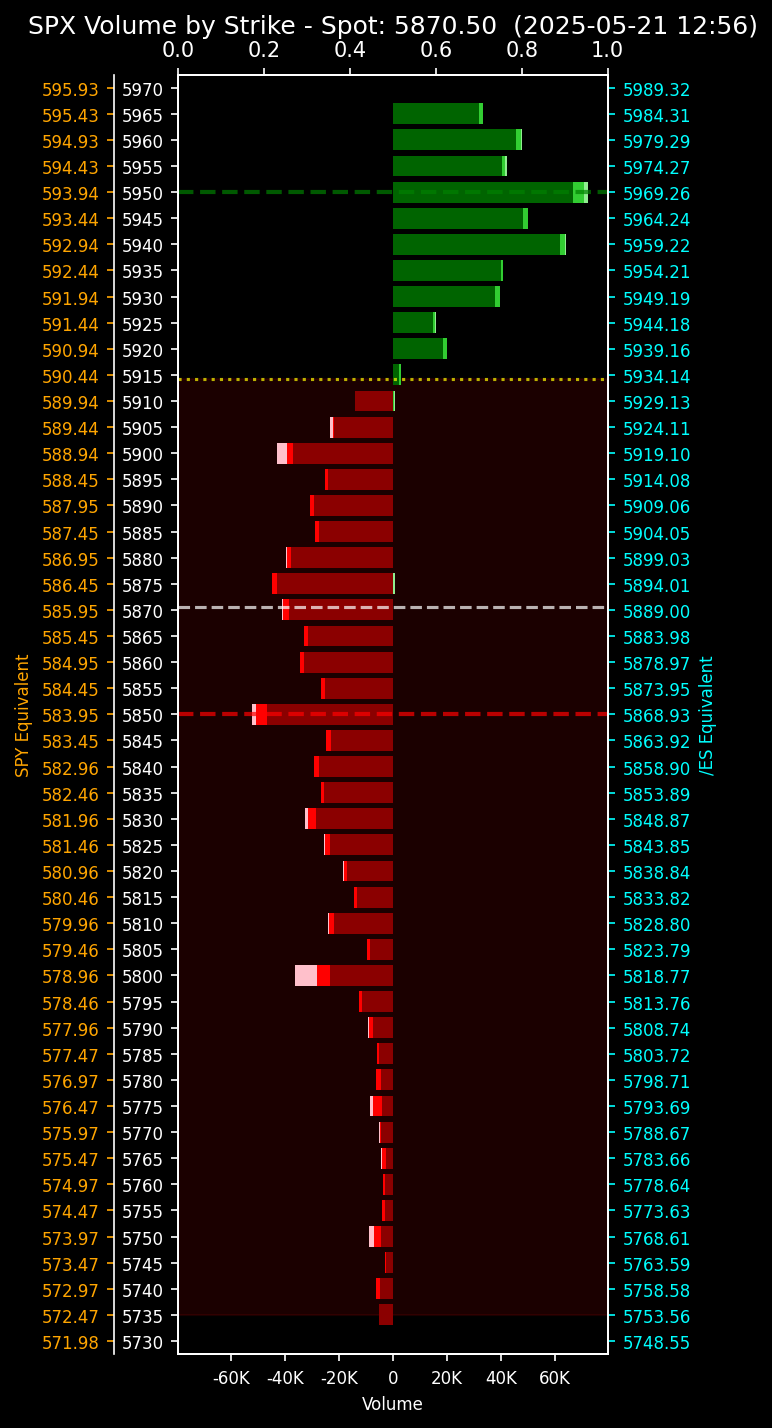 SPX Volume by Strike - Spot: 5870.50  (2025-05-21 12:56)
0.0 0.2 0.4 0.6 0.8 1.0
595.93 5970 5989.32
595.43 5965 5984.31
594.93 5960 5979.29
594.43 5955 5974.27
593.94 5950 5969.26
593.44 5945 5964.24
592.94 5940 5959.22
592.44 5935 5954.21
591.94 5930 5949.19
591.44 5925 5944.18
590.94 5920 5939.16
590.44 5915 5934.14
589.94 5910 5929.13
589.44 5905 5924.11
588.94 5900 5919.10
588.45 5895 5914.08
587.95 5890 5909.06
587.45 5885 5904.05
586.95 5880 5899.03
586.45 5875 5894.01
585.95 5870 5889.00
585.45 5865 5883.98
584.95 5860 5878.97
584.45 5855 5873.95
583.95 5850 5868.93
583.45 5845 5863.92
582.96 5840 5858.90
582.46 5835 5853.89
581.96 5830 5848.87
581.46 5825 5843.85
580.96 5820 5838.84
580.46 5815 5833.82
579.96 5810 5828.80
579.46 5805 5823.79
578.96 5800 5818.77
578.46 5795 5813.76
577.96 5790 5808.74
577.47 5785 5803.72
576.97 5780 5798.71
576.47 5775 5793.69
575.97 5770 5788.67
575.47 5765 5783.66
574.97 5760 5778.64
574.47 5755 5773.63
573.97 5750 5768.61
573.47 5745 5763.59
572.97 5740 5758.58
572.47 5735 5753.56
571.98 5730 5748.55
SPY Equivalent
/ES Equivalent
-60K -40K -20K 0 20K 40K 60K
Volume